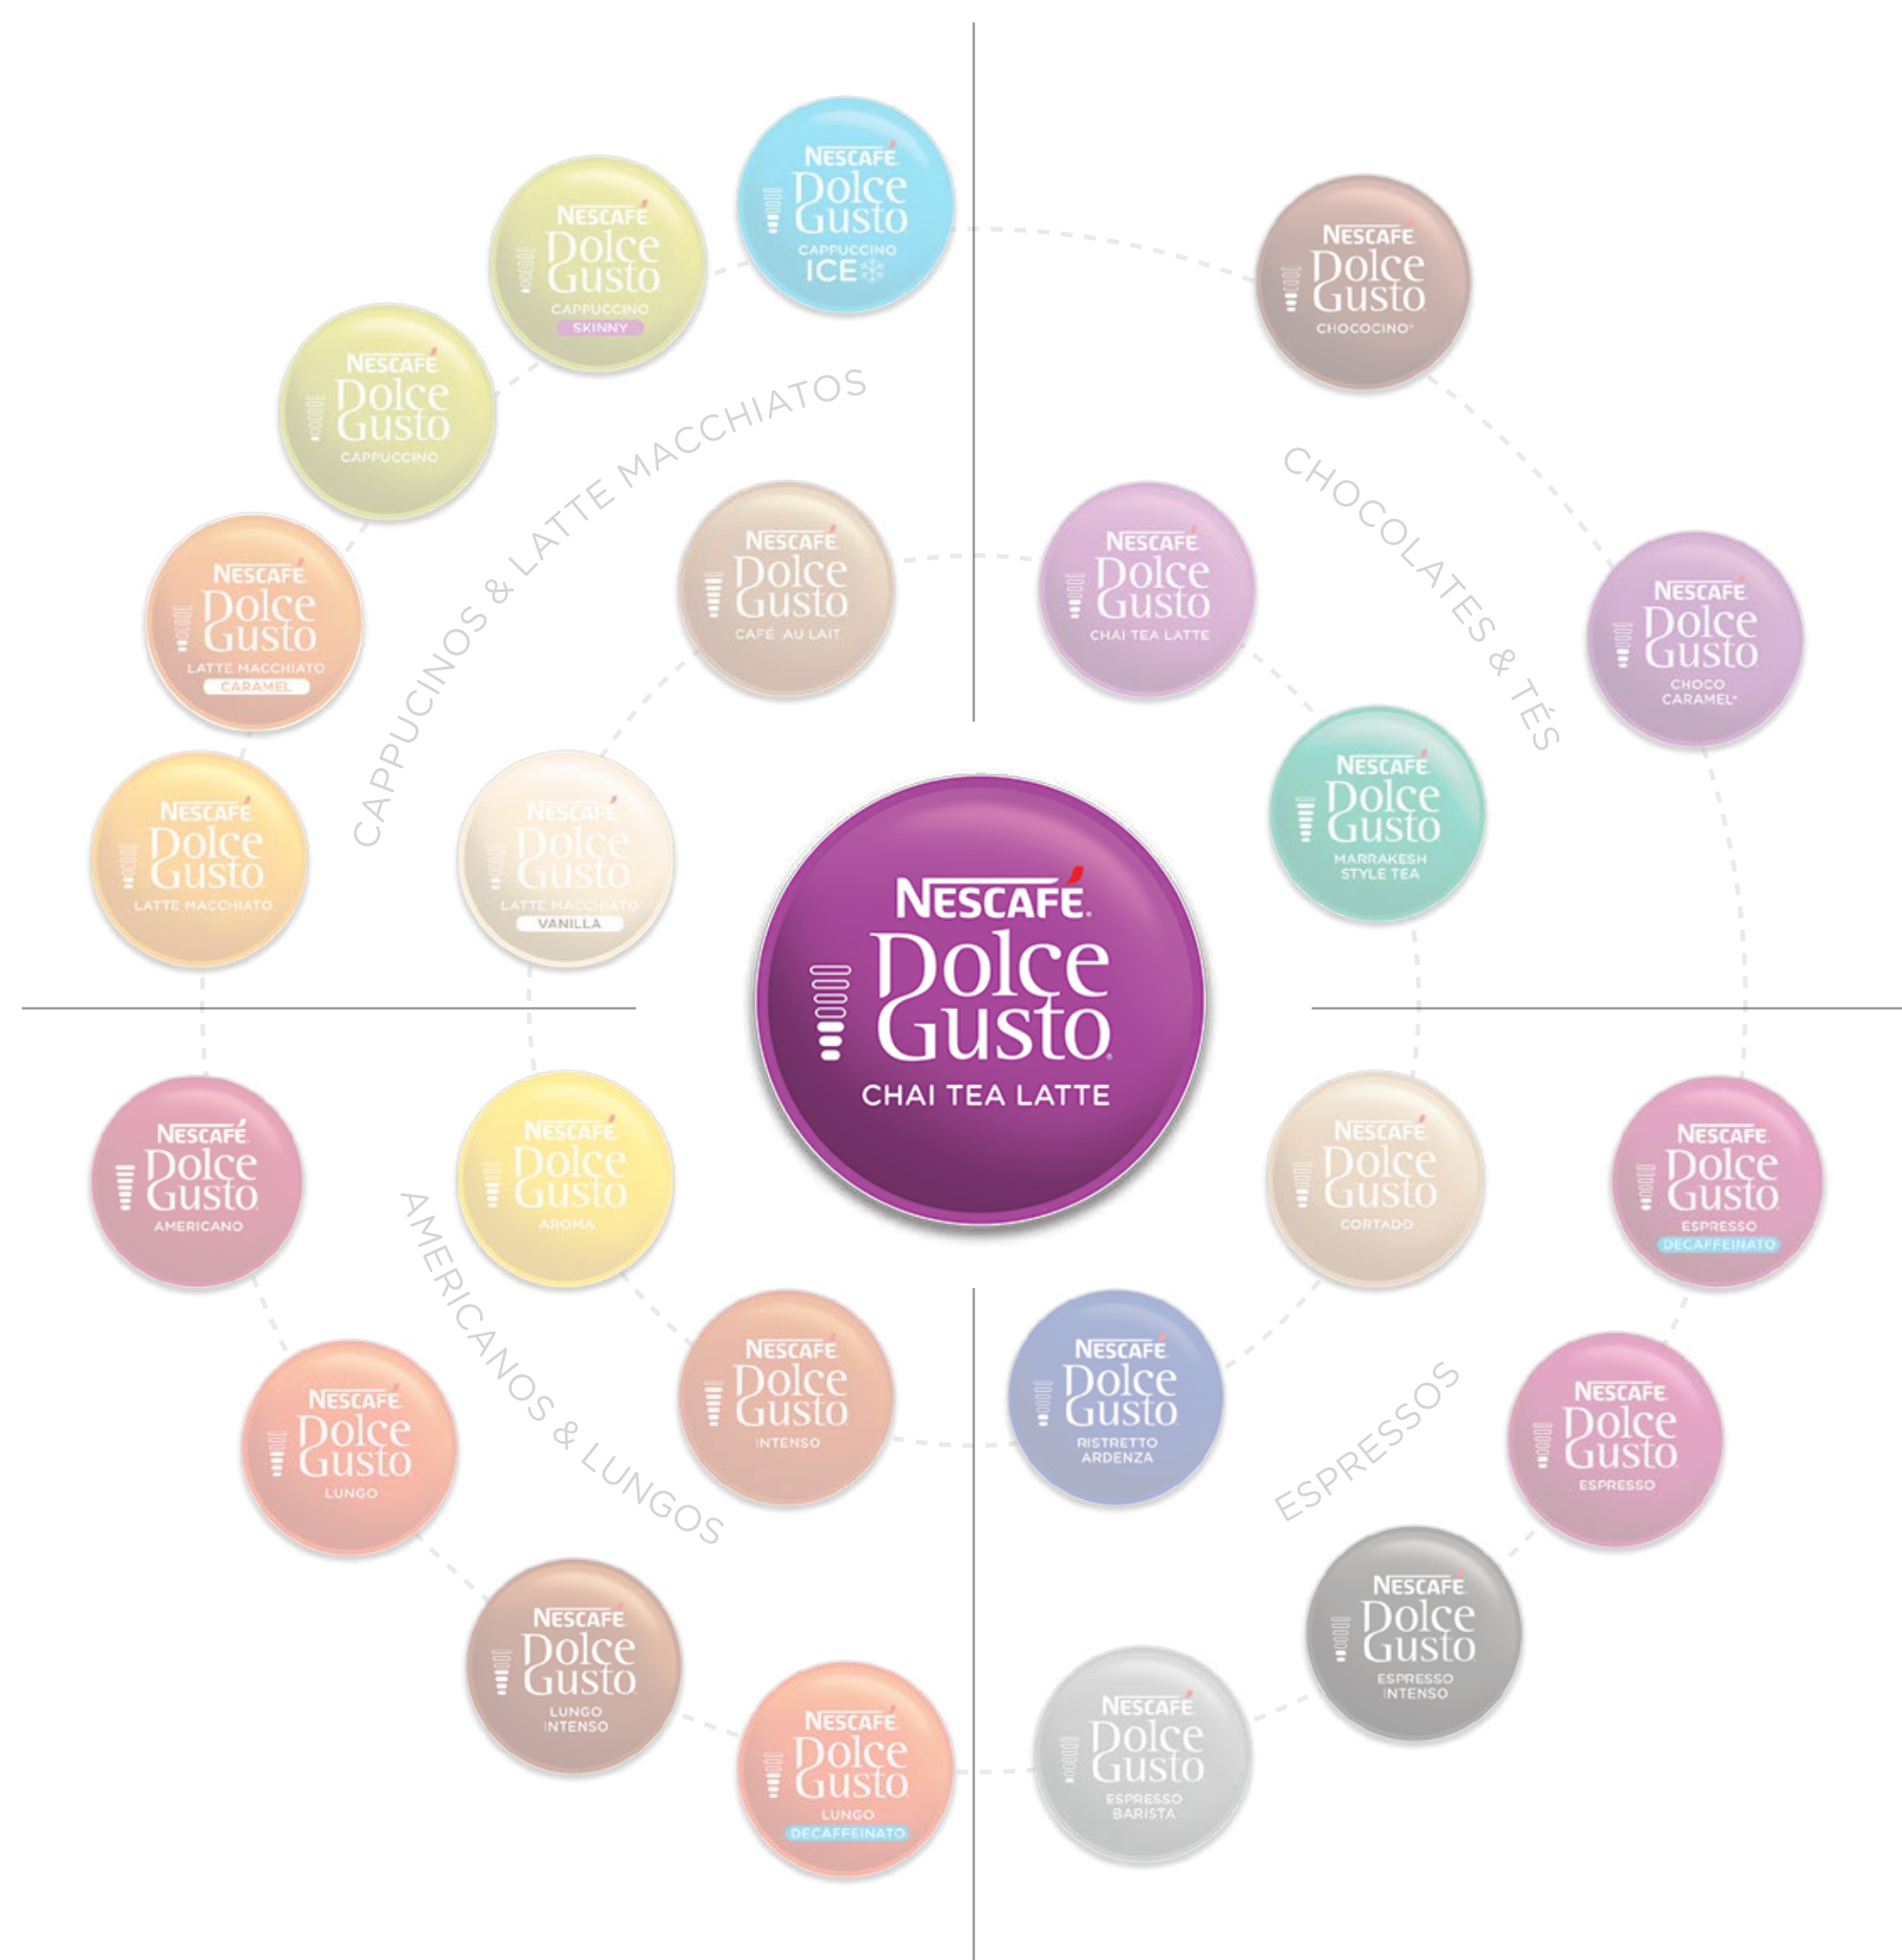 NESCAFÉ
Dolce
Gusto
CAPPUCCINO
ICE
NESCAFÉ
Dolce
Gusto
CAPPUCCINO
SKINNY
NESCAFÉ
Dolce
Gusto
CAPPUCCINO
NESCAFÉ
Dolce
Gusto
LATTE MACCHIATO
CARAMEL
NESCAFÉ
Dolce
Gusto
LATTE MACCHIATO
CAPPUCINOS & LATTE MACCHIATOS
NESCAFÉ
Dolce
Gusto
CAFÉ AU LAIT
NESCAFÉ
Dolce
Gusto
LATTE MACCHIATO
VANILLA
NESCAFÉ
Dolce
Gusto
CHOCOCINO*
NESCAFÉ
Dolce
Gusto
CHOCO
CARAMEL*
CHOCOLATES & TÉS
NESCAFÉ
Dolce
Gusto
CHAI TEA LATTE
NESCAFÉ
Dolce
Gusto
MARRAKESH
STYLE TEA
NESCAFÉ.
Dolce
Gusto
CHAI TEA LATTE
NESCAFÉ
Dolce
Gusto
AMERICANO
NESCAFÉ
Dolce
Gusto
AROMA
AMERICANOS & LUNGOS
NESCAFÉ
Dolce
Gusto
INTENSO
NESCAFÉ
Dolce
Gusto
LUNGO
NESCAFÉ
Dolce
Gusto
LUNGO
INTENSO
NESCAFÉ
Dolce
Gusto
LUNGO
DECAFFEINATO
NESCAFÉ
Dolce
Gusto
CORTADO
NESCAFÉ
Dolce
Gusto
ESPRESSO
DECAFFEINATO
NESCAFÉ
Dolce
Gusto
RISTRETTO
ARDENZA
ESPRESSOS
NESCAFÉ
Dolce
Gusto
ESPRESSO
NESCAFÉ
Dolce
Gusto
ESPRESSO
INTENSO
NESCAFÉ
Dolce
Gusto
ESPRESSO
BARISTA